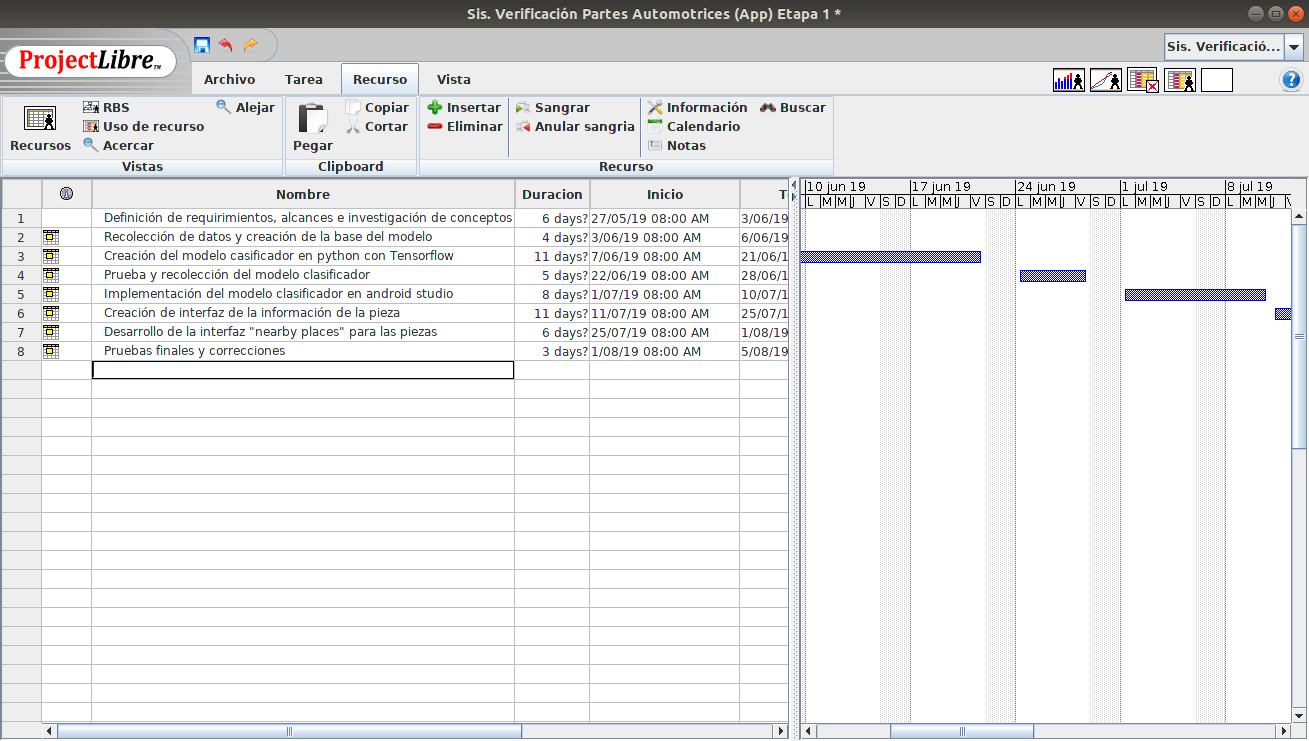 Sis. Verificación Partes Automotrices (App) Etapa 1 *
ProjectLibre™
Sis. Verificació...
Archivo Tarea Recurso Vista
Recursos
RBS
Uso de recurso
Acercar
Alejar
Vistas
Pegar
Copiar
Cortar
Clipboard
Insertar
Eliminar
Sangrar
Anular sangria
Información
Calendario
Notas
Buscar
Recurso
Nombre Duracion Inicio T
1 Definición de requirimientos, alcances e investigación de conceptos 6 days? 27/05/19 08:00 AM 3/06/19
2 Recolección de datos y creación de la base del modelo 4 days? 3/06/19 08:00 AM 6/06/19
3 Creación del modelo casificador en python con Tensorflow 11 days? 7/06/19 08:00 AM 21/06/1
4 Prueba y recolección del modelo clasificador 5 days? 22/06/19 08:00 AM 28/06/1
5 Implementación del modelo clasificador en android studio 8 days? 1/07/19 08:00 AM 10/07/1
6 Creación de interfaz de la información de la pieza 11 days? 11/07/19 08:00 AM 25/07/1
7 Desarrollo de la interfaz "nearby places" para las piezas 6 days? 25/07/19 08:00 AM 1/08/19
8 Pruebas finales y correcciones 3 days? 1/08/19 08:00 AM 5/08/19
10 jun 19 17 jun 19 24 jun 19 1 jul 19 8 jul 19
L M M J V S D L M M J V S D L M M J V S D L M M J V S D L M M J